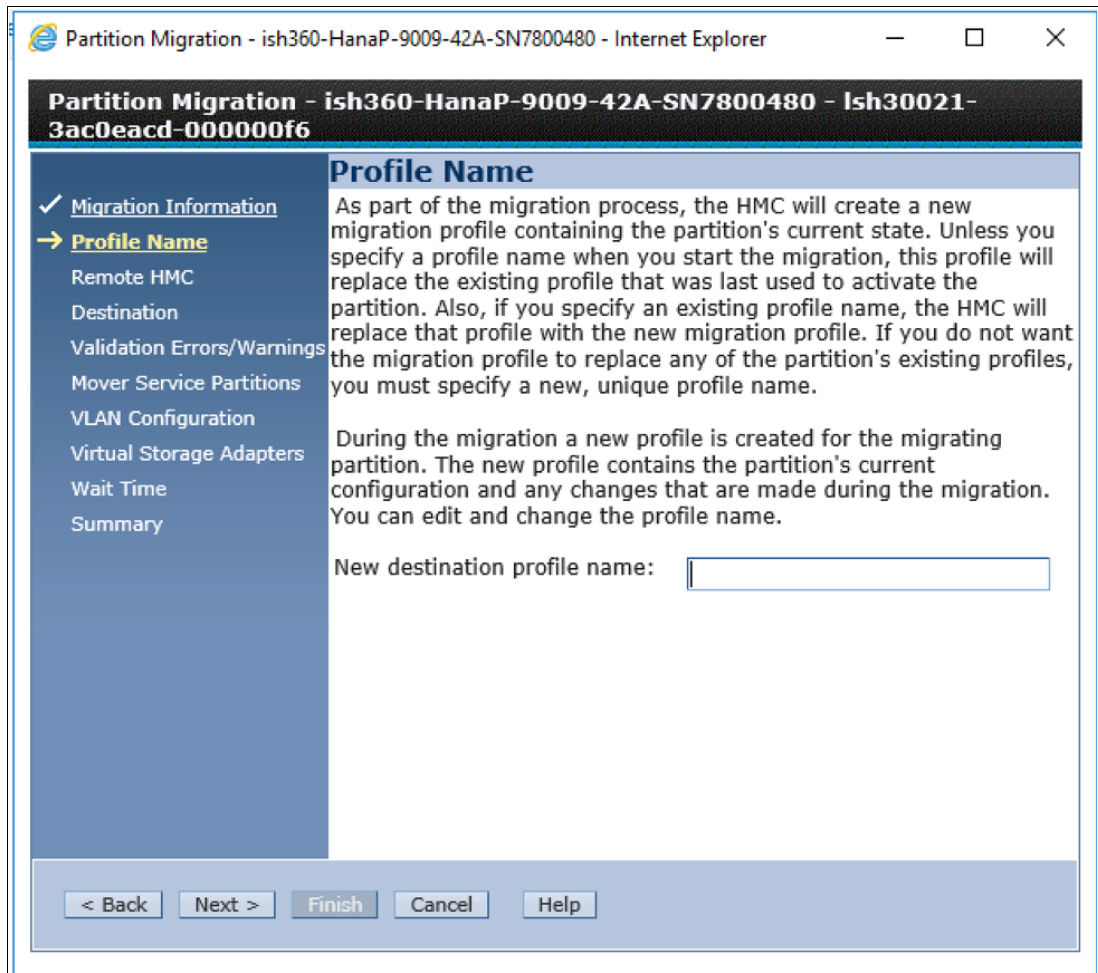 Partition Migration - ish360-HanaP-9009-42A-SN7800480 - Internet Explorer
Partition Migration - ish360-HanaP-9009-42A-SN7800480 - lsh30021-
3ac0eacd-000000f6
Migration Information
Profile Name
Remote HMC
Destination
Validation Errors/Warnings
Mover Service Partitions
VLAN Configuration
Virtual Storage Adapters
Wait Time
Summary
Profile Name
As part of the migration process, the HMC will create a new
migration profile containing the partition's current state. Unless you
specify a profile name when you start the migration, this profile will
replace the existing profile that was last used to activate the
partition. Also, if you specify an existing profile name, the HMC will
replace that profile with the new migration profile. If you do not want
the migration profile to replace any of the partition's existing profiles,
you must specify a new, unique profile name.
During the migration a new profile is created for the migrating
partition. The new profile contains the partition's current
configuration and any changes that are made during the migration.
You can edit and change the profile name.
New destination profile name:
< Back Next > Finish Cancel Help